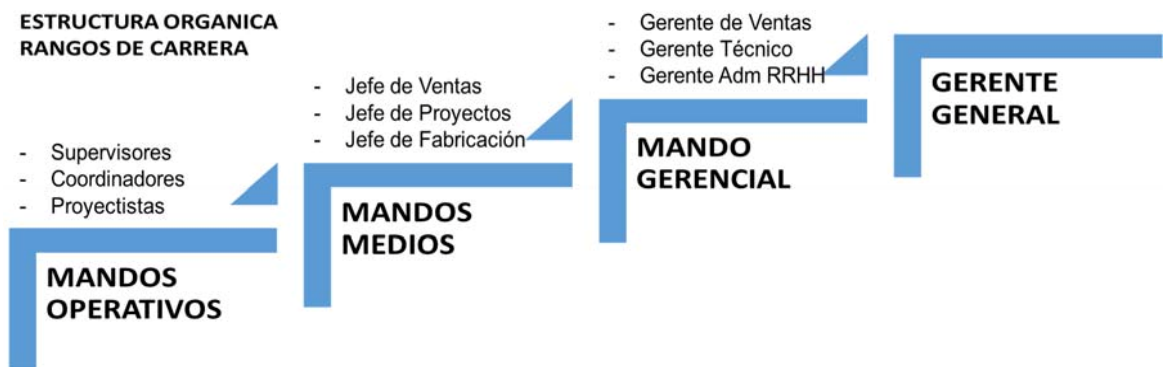 ESTRUCTURA ORGANICA
RANGOS DE CARRERA
- Supervisores
- Coordinadores
- Proyectistas
MANDOS
OPERATIVOS
- Jefe de Ventas
- Jefe de Proyectos
- Jefe de Fabricación
MANDOS
MEDIOS
- Gerente de Ventas
- Gerente Técnico
- Gerente Adm RRHH
MANDO
GERENCIAL
GERENTE
GENERAL